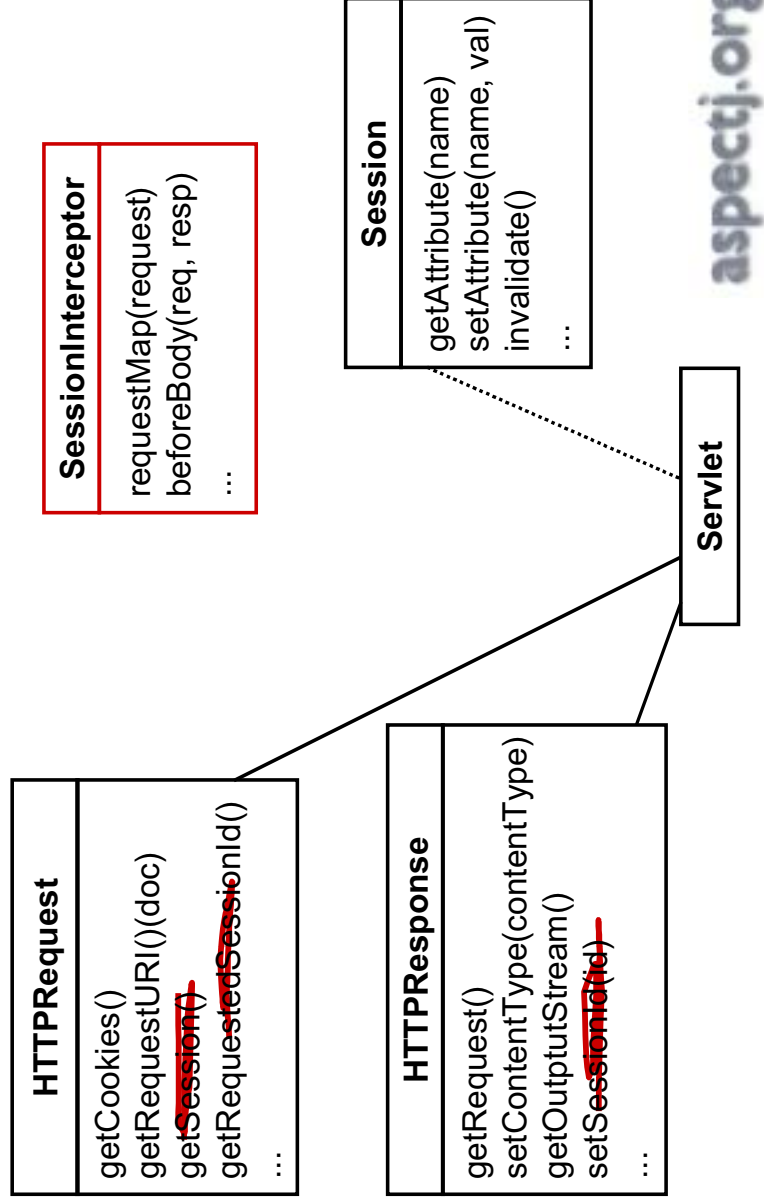 HTTPRequest
getCookies()
getRequestURI()(doc)
getSession()
getRequestedSessionId()
...
HTTPResponse
getRequest()
setContentType(contentType)
getOutptutStream()
setSessionId(id)
...
SessionInterceptor
requestMap(request)
beforeBody(req, resp)
...
Session
getAttribute(name)
setAttribute(name, val)
invalidate()
...
Servlet
aspectj.org